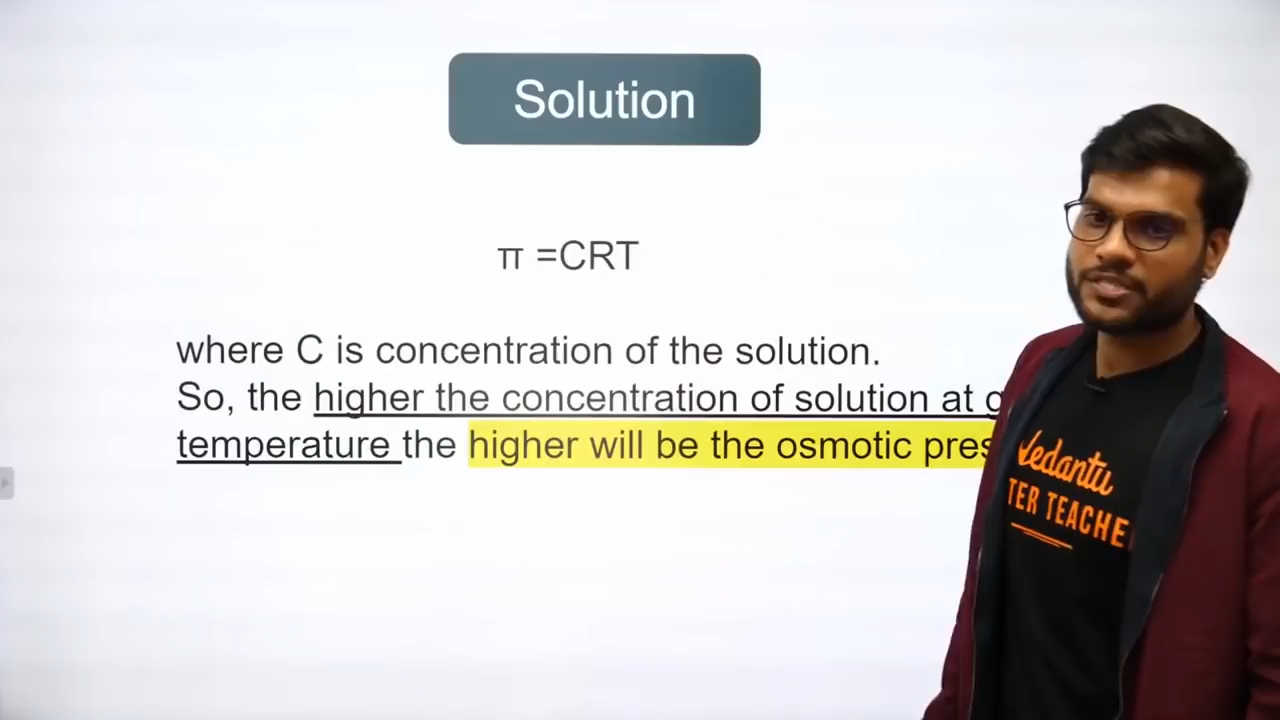 Solution
π =CRT
where C is concentration of the solution.
So, the higher the concentration of solution at
temperature the higher will be the osmotic
Vedantu
TER TEACHE